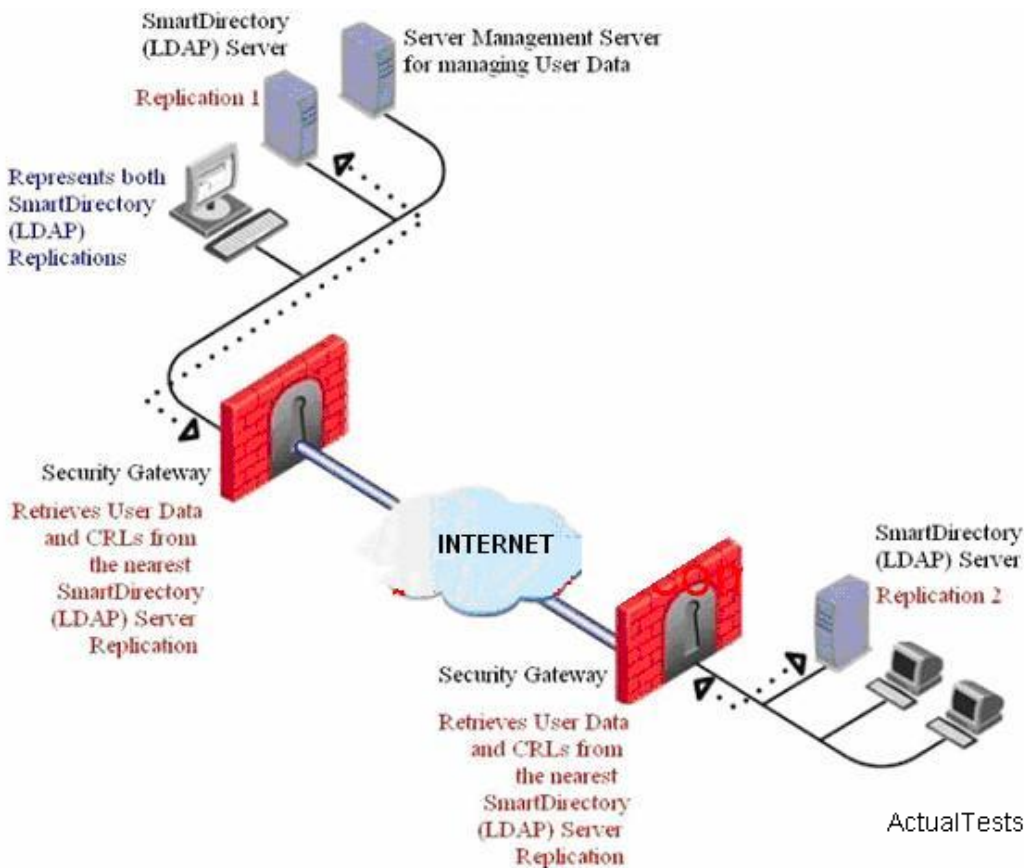 SmartDirectory
(LDAP) Server
Replication 1
Server Management Server
for managing User Data
Represents both
SmartDirectory
(LDAP)
Replications
Security Gateway
Retrieves User Data
and CRLs from
the nearest
SmartDirectory
(LDAP) Server
Replication
INTERNET
SmartDirectory
(LDAP) Server
Replication 2
Security Gateway
Retrieves User Data
and CRLs from
the nearest
SmartDirectory
(LDAP) Server
Replication
ActualTests